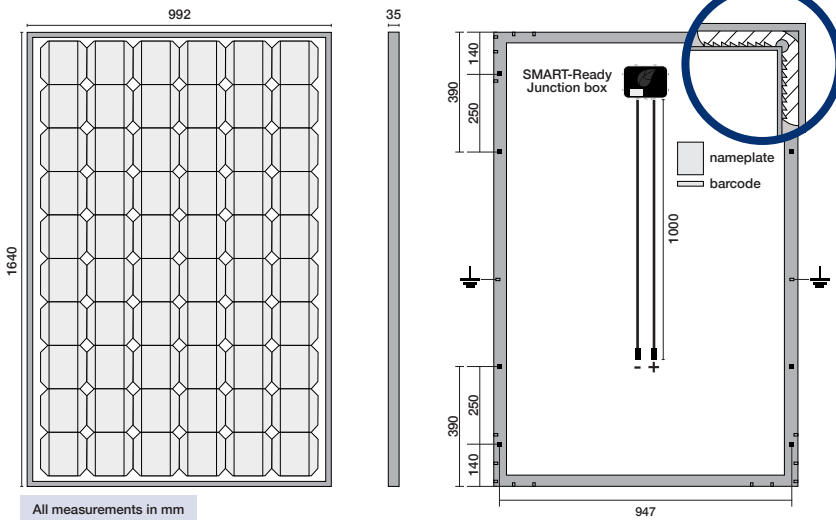 992
35
1640
All measurements in mm
140
390
250
SMART-Ready
Junction box
nameplate
barcode
1000
- +
250
390
140
947